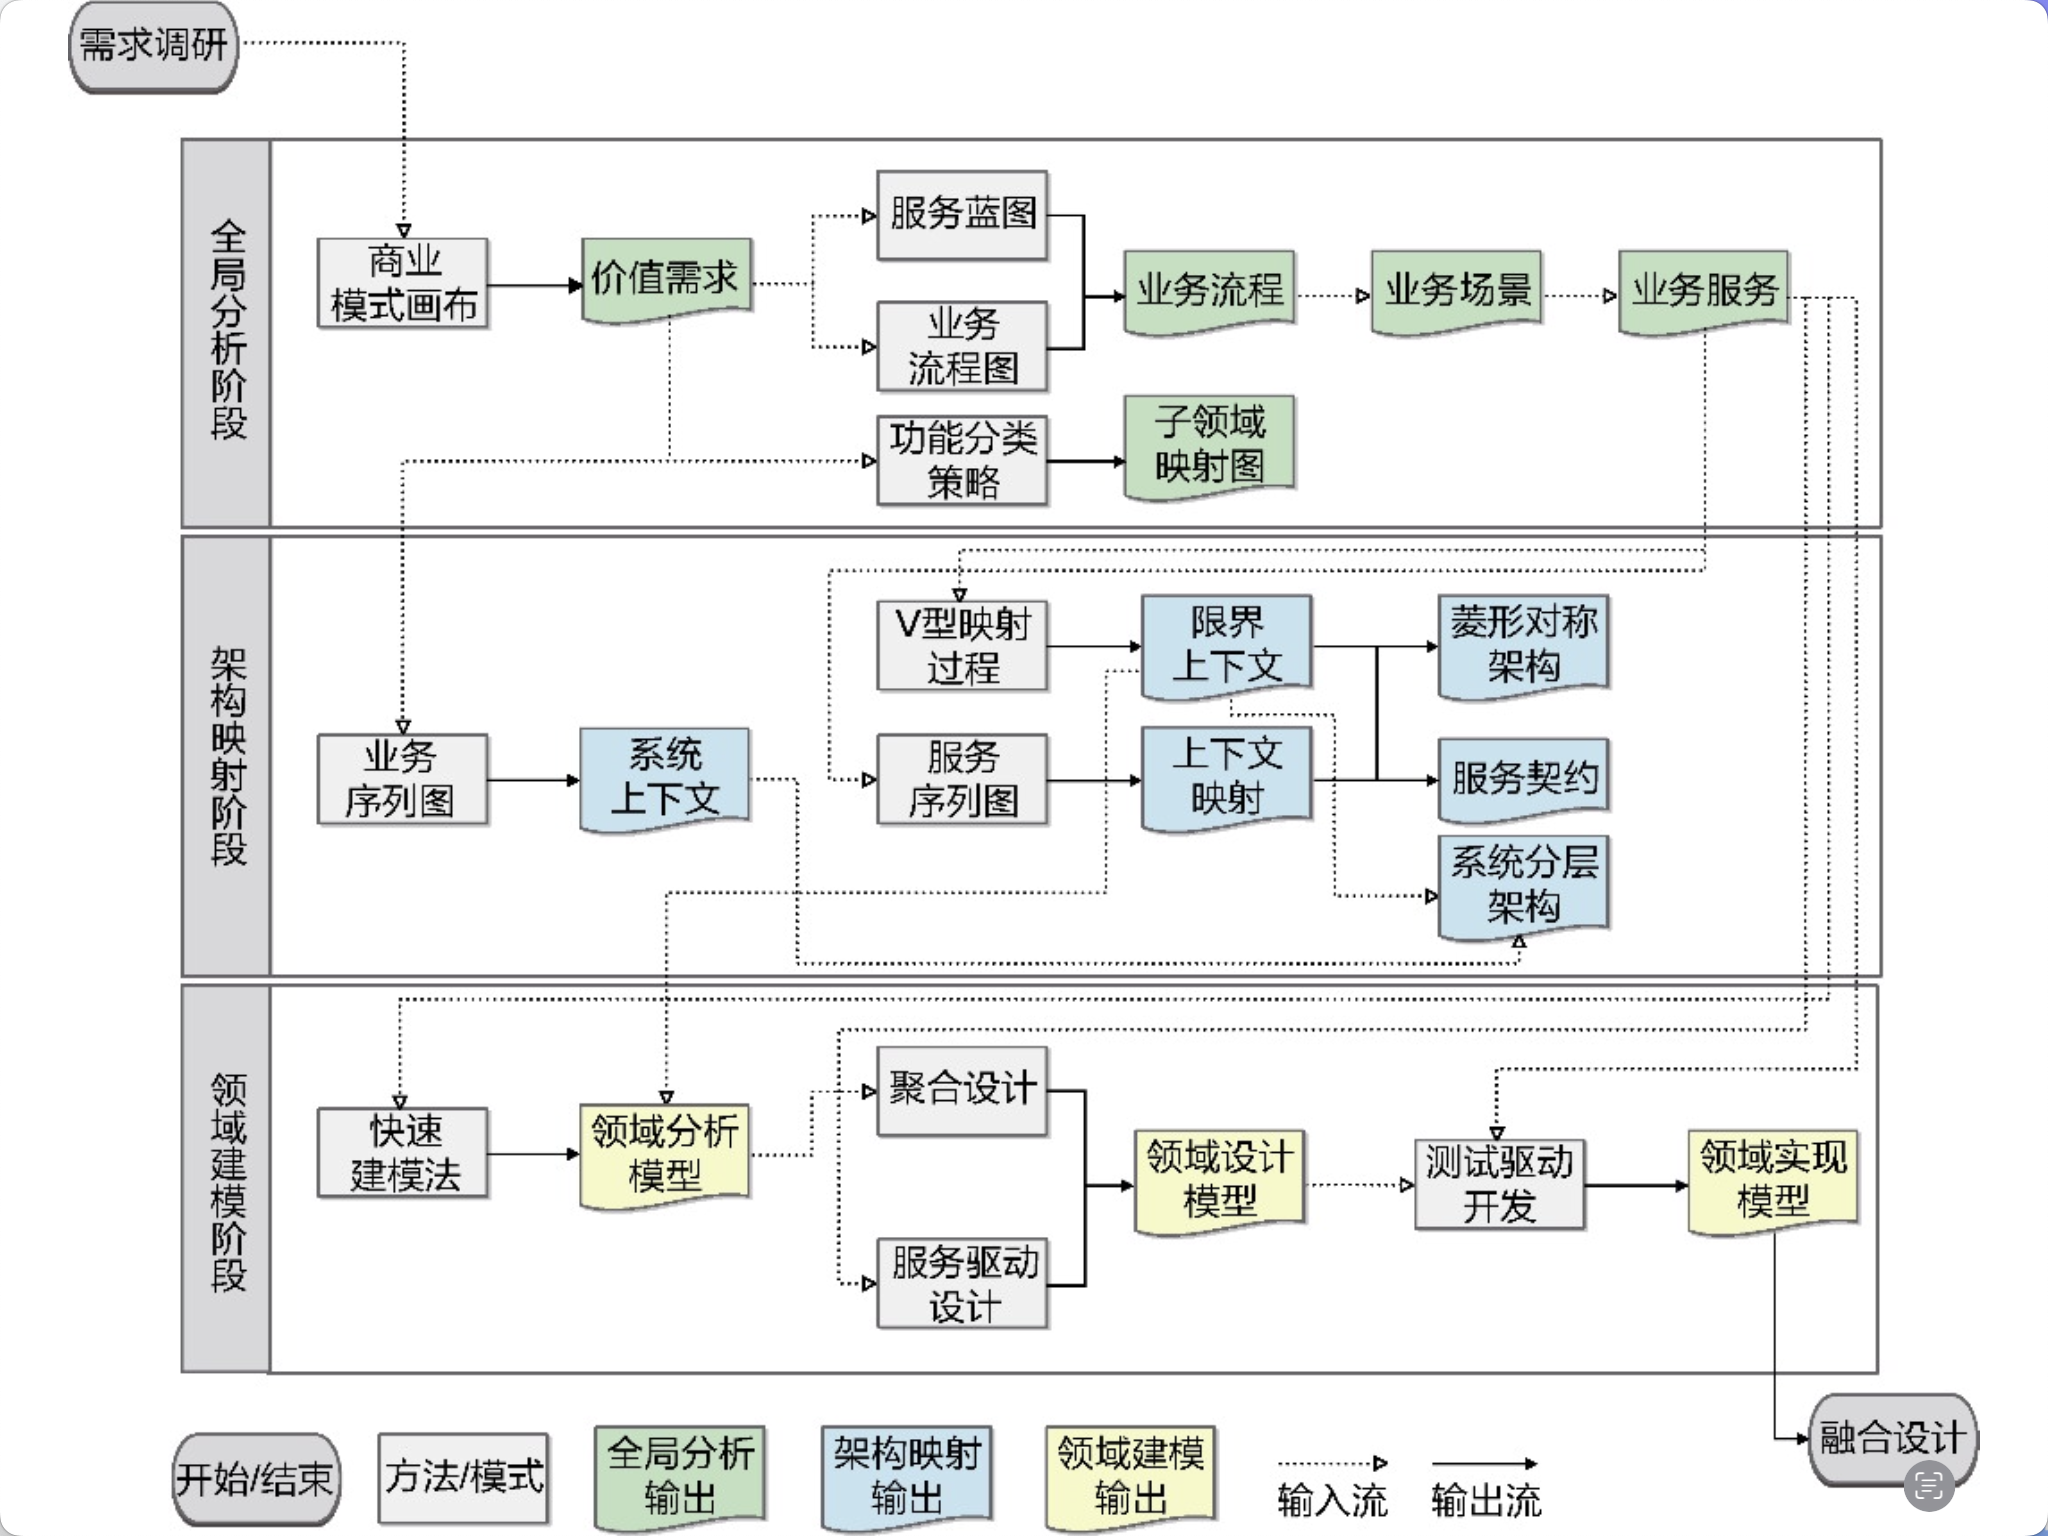 需求调研
全局分析阶段
商业
模式画布
价值需求
服务蓝图
业务
流程图
业务流程
业务场景
业务服务
功能分类
策略
子领域
映射图
架构映射阶段
V型映射
过程
限界
上下文
菱形对称
架构
业务
序列图
系统
上下文
服务
序列图
上下文
映射
服务契约
系统分层
架构
领域建模阶段
快速
建模法
领域分析
模型
聚合设计
服务驱动
设计
领域设计
模型
测试驱动
开发
领域实现
模型
融合设计
开始/结束
方法/模式
全局分析
输出
架构映射
输出
领域建模
输出
输入流
输出流